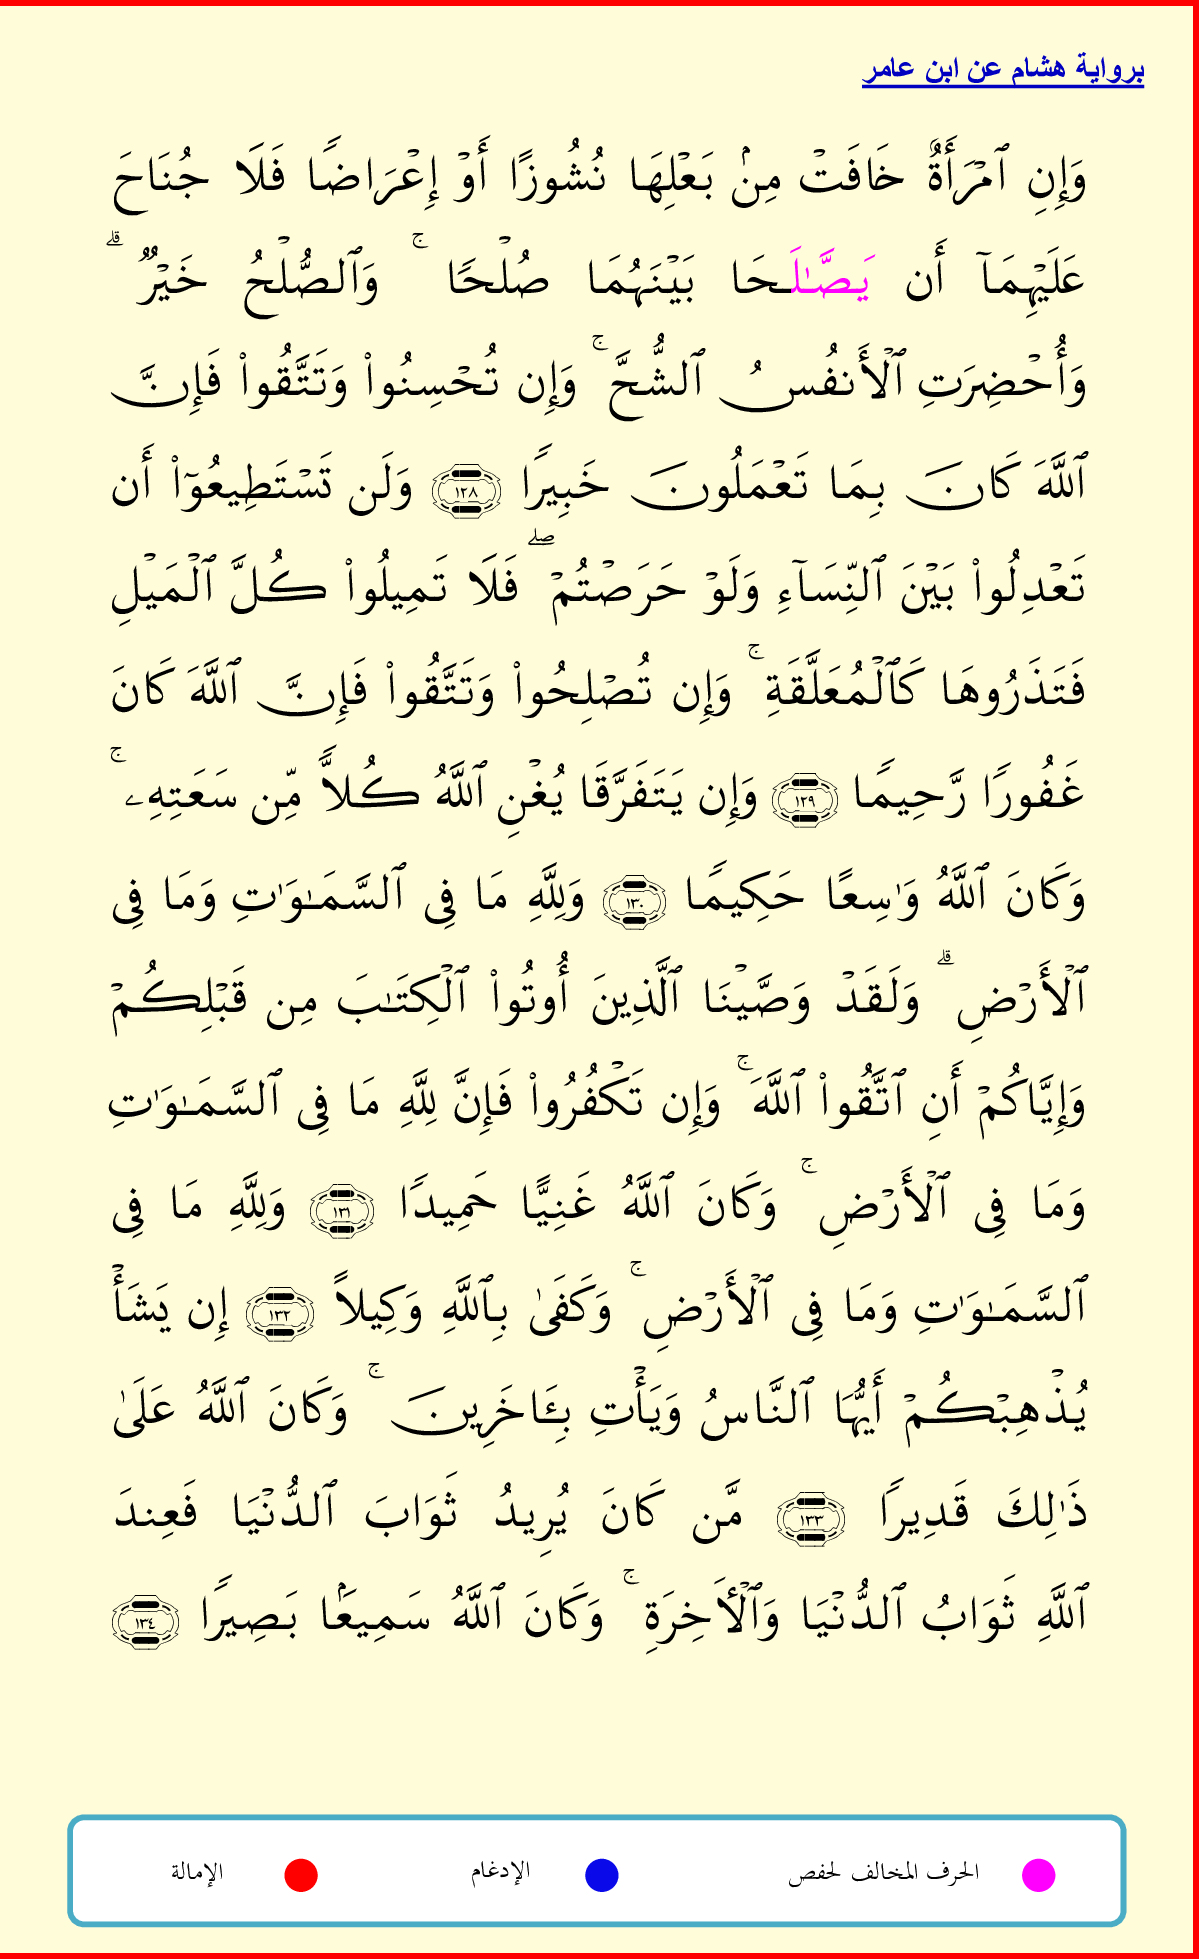 برواية هشام عن ابن عامر
وَإِنِ ٱمۡرَأَةٌ خَافَتۡ مِنۢ بَعۡلِهَا نُشُوزًا أَوۡ إِعۡرَاضًا فَلَا جُنَاحَ
عَلَيۡهِمَآ أَن يَصَّٰلَحَا بَيۡنَهُمَا صُلۡحًا ۚ وَٱلصُّلۡحُ خَيۡرٌ ۗ
وَأُحۡضِرَتِ ٱلۡأَنفُسُ ٱلشُّحَّ ۚ وَإِن تُحۡسِنُواْ وَتَتَّقُواْ فَإِنَّ
ٱللَّهَ كَانَ بِمَا تَعۡمَلُونَ خَبِيرًا ١٢٨ وَلَن تَسۡتَطِيعُوٓاْ أَن
تَعۡدِلُواْ بَيۡنَ ٱلنِّسَآءِ وَلَوۡ حَرَصۡتُمۡ ۖ فَلَا تَمِيلُواْ كُلَّ ٱلۡمَيۡلِ
فَتَذَرُوهَا كَٱلۡمُعَلَّقَةِ ۚ وَإِن تُصۡلِحُواْ وَتَتَّقُواْ فَإِنَّ ٱللَّهَ كَانَ
غَفُورًا رَّحِيمًا ١٢٩ وَإِن يَتَفَرَّقَا يُغۡنِ ٱللَّهُ كُلًّا مِّن سَعَتِهِۦ ۚ
وَكَانَ ٱللَّهُ وَٰسِعًا حَكِيمًا ١٣٠ وَلِلَّهِ مَا فِي ٱلسَّمَٰوَٰتِ وَمَا فِي
ٱلۡأَرۡضِ ۗ وَلَقَدۡ وَصَّيۡنَا ٱلَّذِينَ أُوتُواْ ٱلۡكِتَٰبَ مِن قَبۡلِكُمۡ
وَإِيَّاكُمۡ أَنِ ٱتَّقُواْ ٱللَّهَ ۚ وَإِن تَكۡفُرُواْ فَإِنَّ لِلَّهِ مَا فِي ٱلسَّمَٰوَٰتِ
وَمَا فِي ٱلۡأَرۡضِ ۚ وَكَانَ ٱللَّهُ غَنِيًّا حَمِيدًا ١٣١ وَلِلَّهِ مَا فِي
ٱلسَّمَٰوَٰتِ وَمَا فِي ٱلۡأَرۡضِ ۚ وَكَفَىٰ بِٱللَّهِ وَكِيلًا ١٣٢ إِن يَشَأۡ
يُذۡهِبۡكُمۡ أَيُّهَا ٱلنَّاسُ وَيَأۡتِ بِـَٔاخَرِينَ ۚ وَكَانَ ٱللَّهُ عَلَىٰ
ذَٰلِكَ قَدِيرًا ١٣٣ مَّن كَانَ يُرِيدُ ثَوَابَ ٱلدُّنۡيَا فَعِندَ
ٱللَّهِ ثَوَابُ ٱلدُّنۡيَا وَٱلۡأٓخِرَةِ ۚ وَكَانَ ٱللَّهُ سَمِيعَۢا بَصِيرًا ١٣٤
الحرف المخالف لحفص الإدغام الإمالة